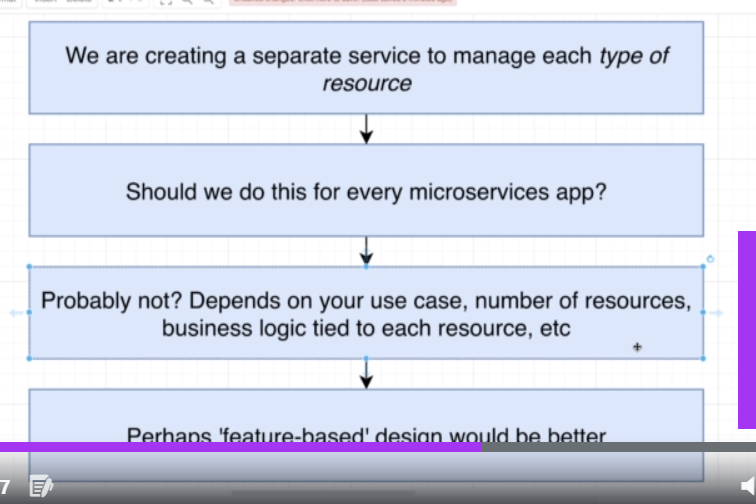 We are creating a separate service to manage each type of
resource
Should we do this for every microservices app?
Probably not? Depends on your use case, number of resources,
business logic tied to each resource, etc
Perhaps 'feature-based' design would be better
7